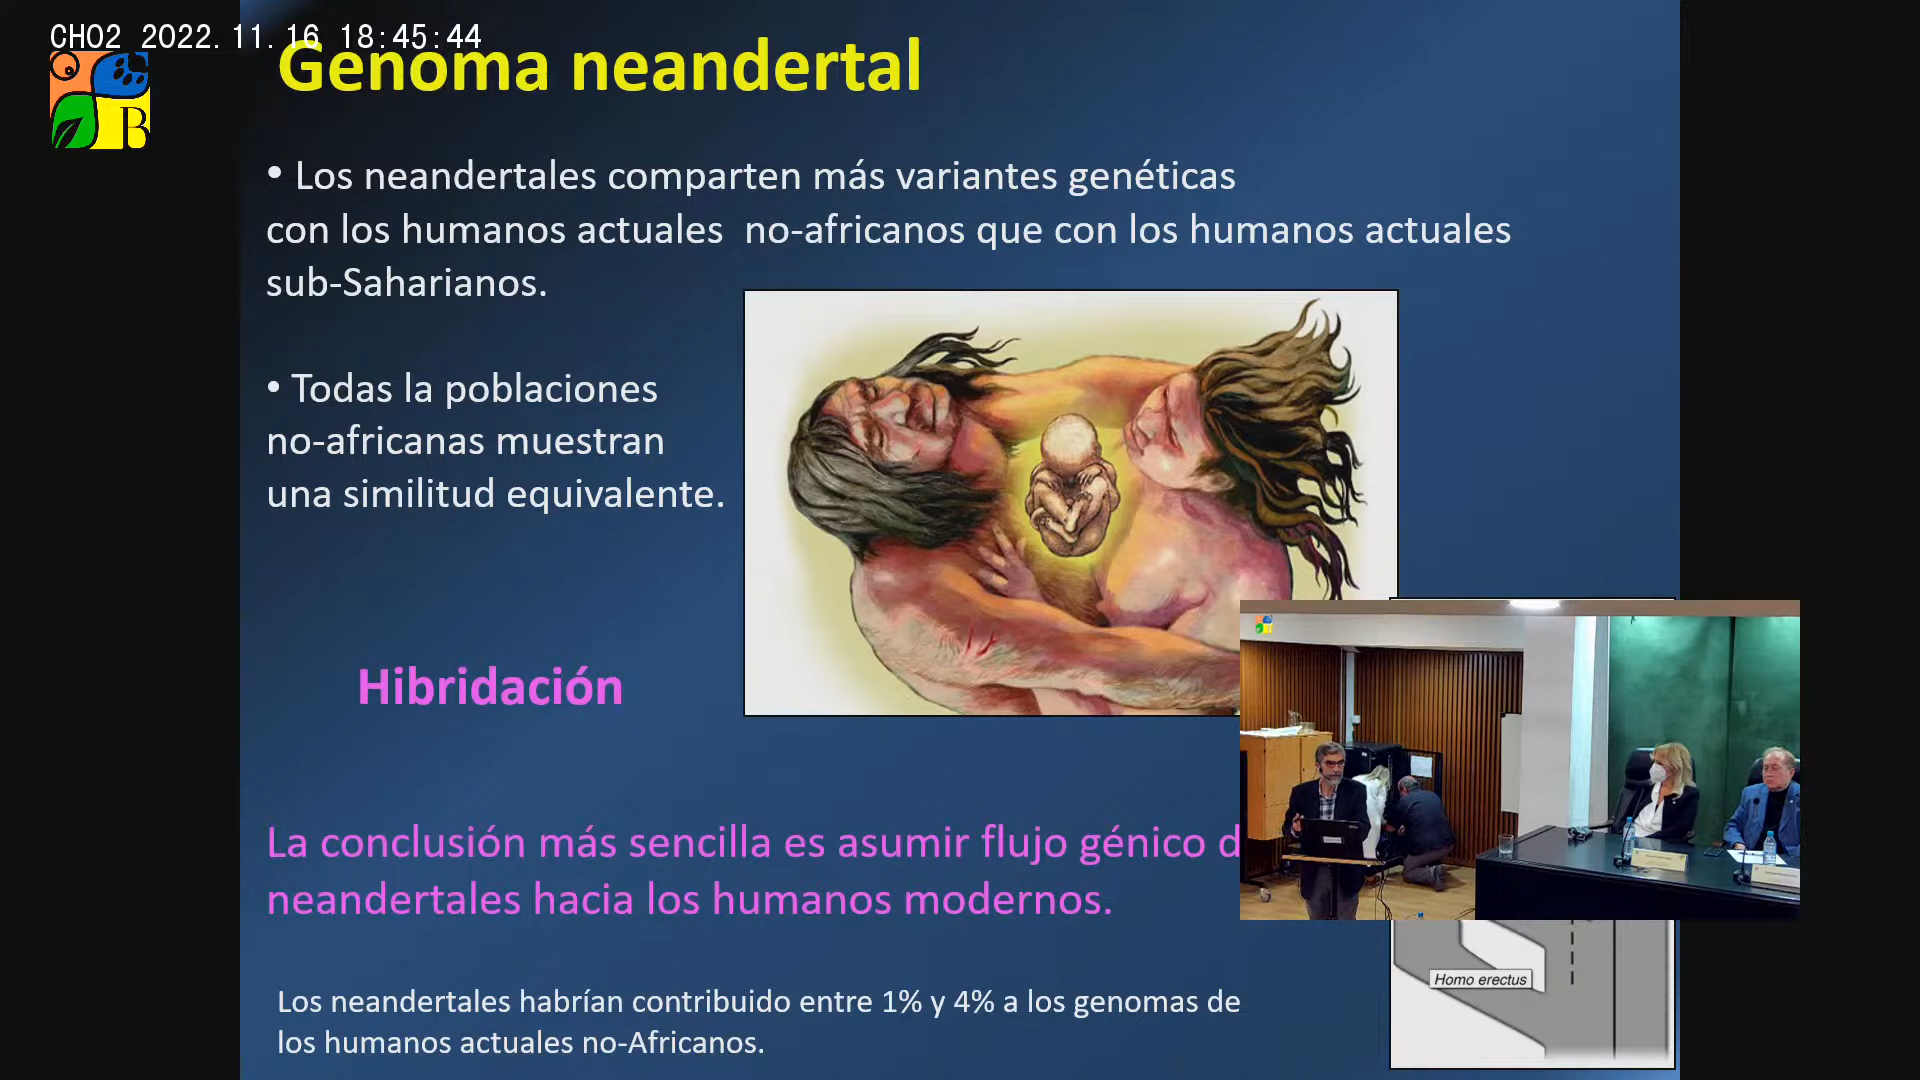 CH02 2022.11.16 18:45:44
B
Genoma neandertal
• Los neandertales comparten más variantes genéticas
con los humanos actuales no-africanos que con los humanos actuales
sub-Saharianos.
• Todas la poblaciones
no-africanas muestran
una similitud equivalente.
Hibridación
La conclusión más sencilla es asumir flujo génico d
neandertales hacia los humanos modernos.
Homo erectus
Los neandertales habrían contribuido entre 1% y 4% a los genomas de
los humanos actuales no-Africanos.